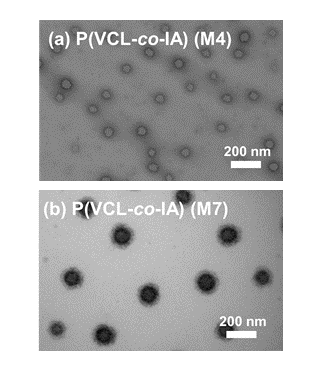 (a) P(VCL-co-IA) (M4)
200 nm
(b) P(VCL-co-IA) (M7)
200 nm